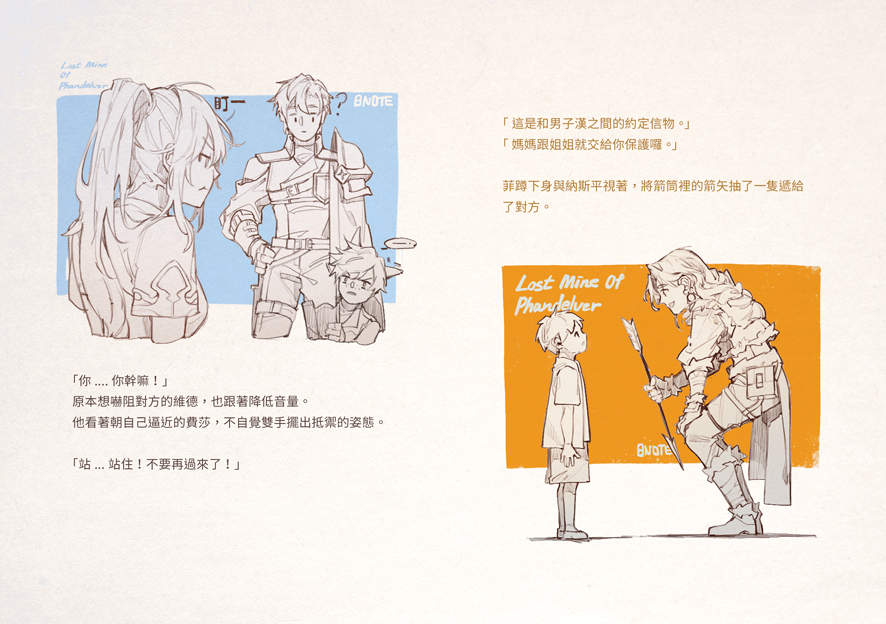 Lost Mine
Of
Phandelver
盯一
?
BNOTE
「你 .... 你幹嘛！」
原本想嚇阻對方的維德，也跟著降低音量。
他看著朝自己逼近的費莎，不自覺雙手擺出抵禦的姿態。
「站 ... 站住！不要再過來了！」
「 這是和男子漢之間的約定信物。」
「 媽媽跟姐姐就交給你保護囉。」
菲蹲下身與納斯平視著，將箭筒裡的箭矢抽了一隻遞給
了對方。
Lost Mine Of
Phandelver
BNOTE